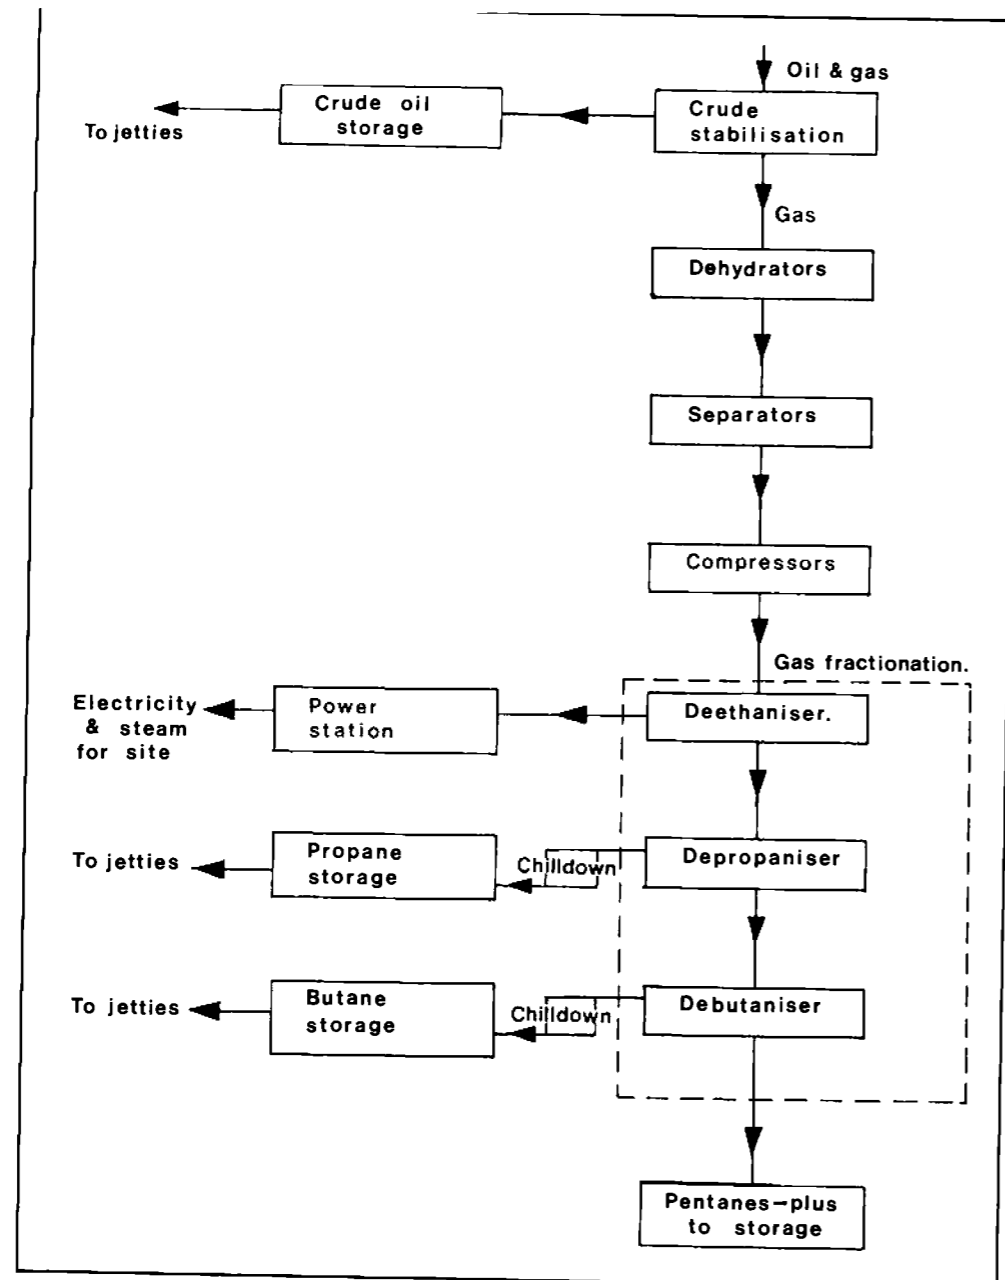 Oil & gas
Crude oil
storage
Crude
stabilisation
To jetties
Gas
Dehydrators
Separators
Compressors
Gas fractionation.
Electricity
& steam
for site
Power
station
Deethaniser.
To jetties
Propane
storage
Chilldown
Depropaniser
To jetties
Butane
storage
Chilldown
Debutaniser
Pentanes-plus
to storage